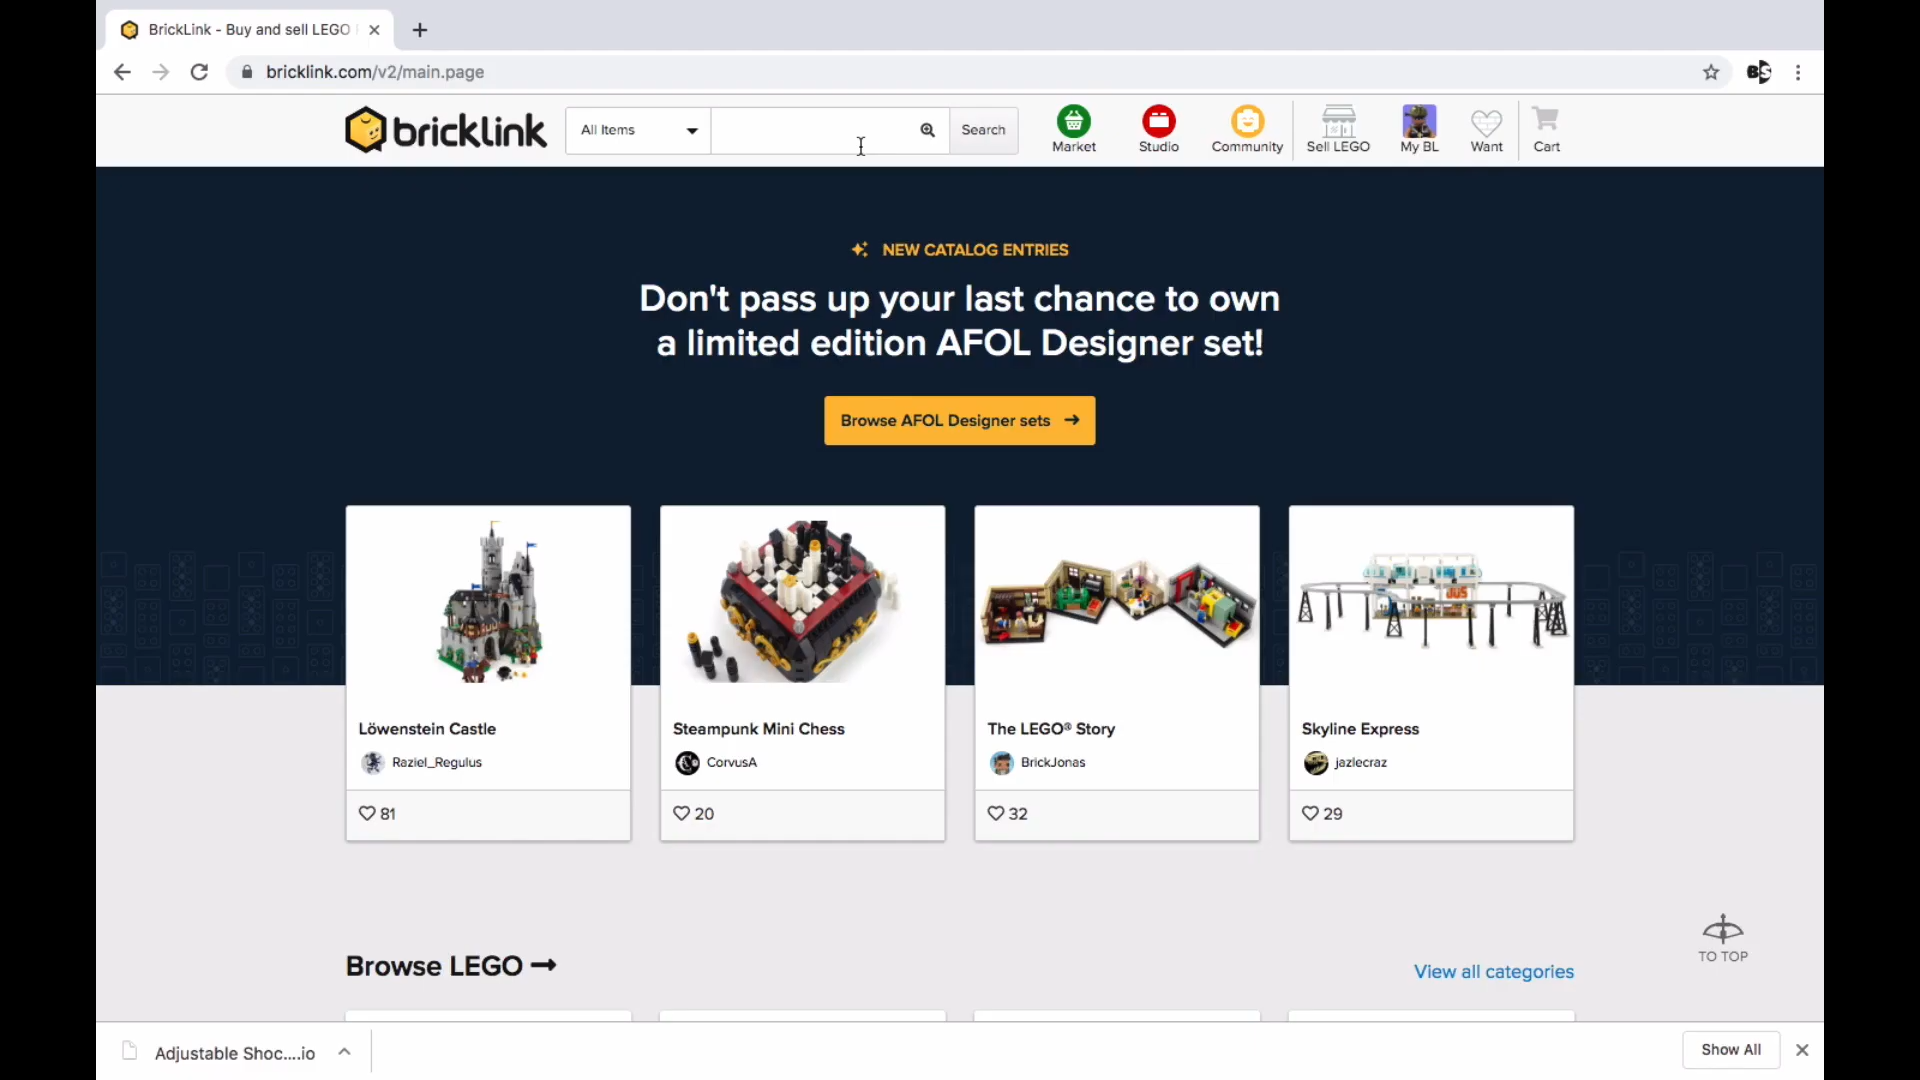 BrickLink - Buy and sell LEGO
bricklink.com/v2/main.page
bricklink
All Items
Search
Market
Studio
Community
Sell LEGO
My BL
Want
Cart
NEW CATALOG ENTRIES
Don't pass up your last chance to own
a limited edition AFOL Designer set!
Browse AFOL Designer sets →
JUS
Löwenstein Castle
Raziel_Regulus
81
Steampunk Mini Chess
CorvusA
20
The LEGO® Story
BrickJonas
32
Skyline Express
jazlecraz
29
Browse LEGO →
View all categories
TO TOP
Adjustable Shoc....io
Show All